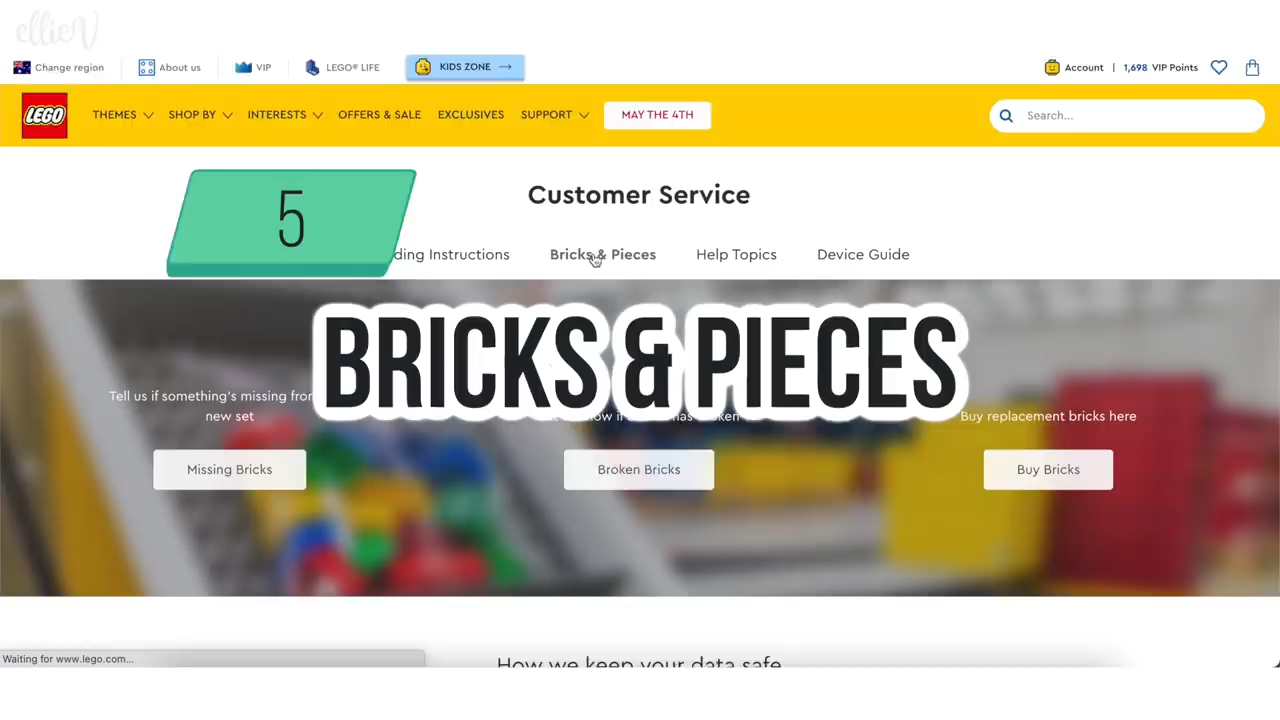 ellieV
Change region
About us
VIP
LEGO® LIFE
KIDS ZONE
Account | 1,698 VIP Points
LEGO
THEMES
SHOP BY
INTERESTS
OFFERS & SALE
EXCLUSIVES
SUPPORT
MAY THE 4TH
Search...
5
Customer Service
ding Instructions
Bricks & Pieces
Help Topics
Device Guide
BRICKS & PIECES
Tell us if something's missing from
new set
Buy replacement bricks here
Missing Bricks
Broken Bricks
Buy Bricks
Waiting for www.lego.com...
How we keep your data safe